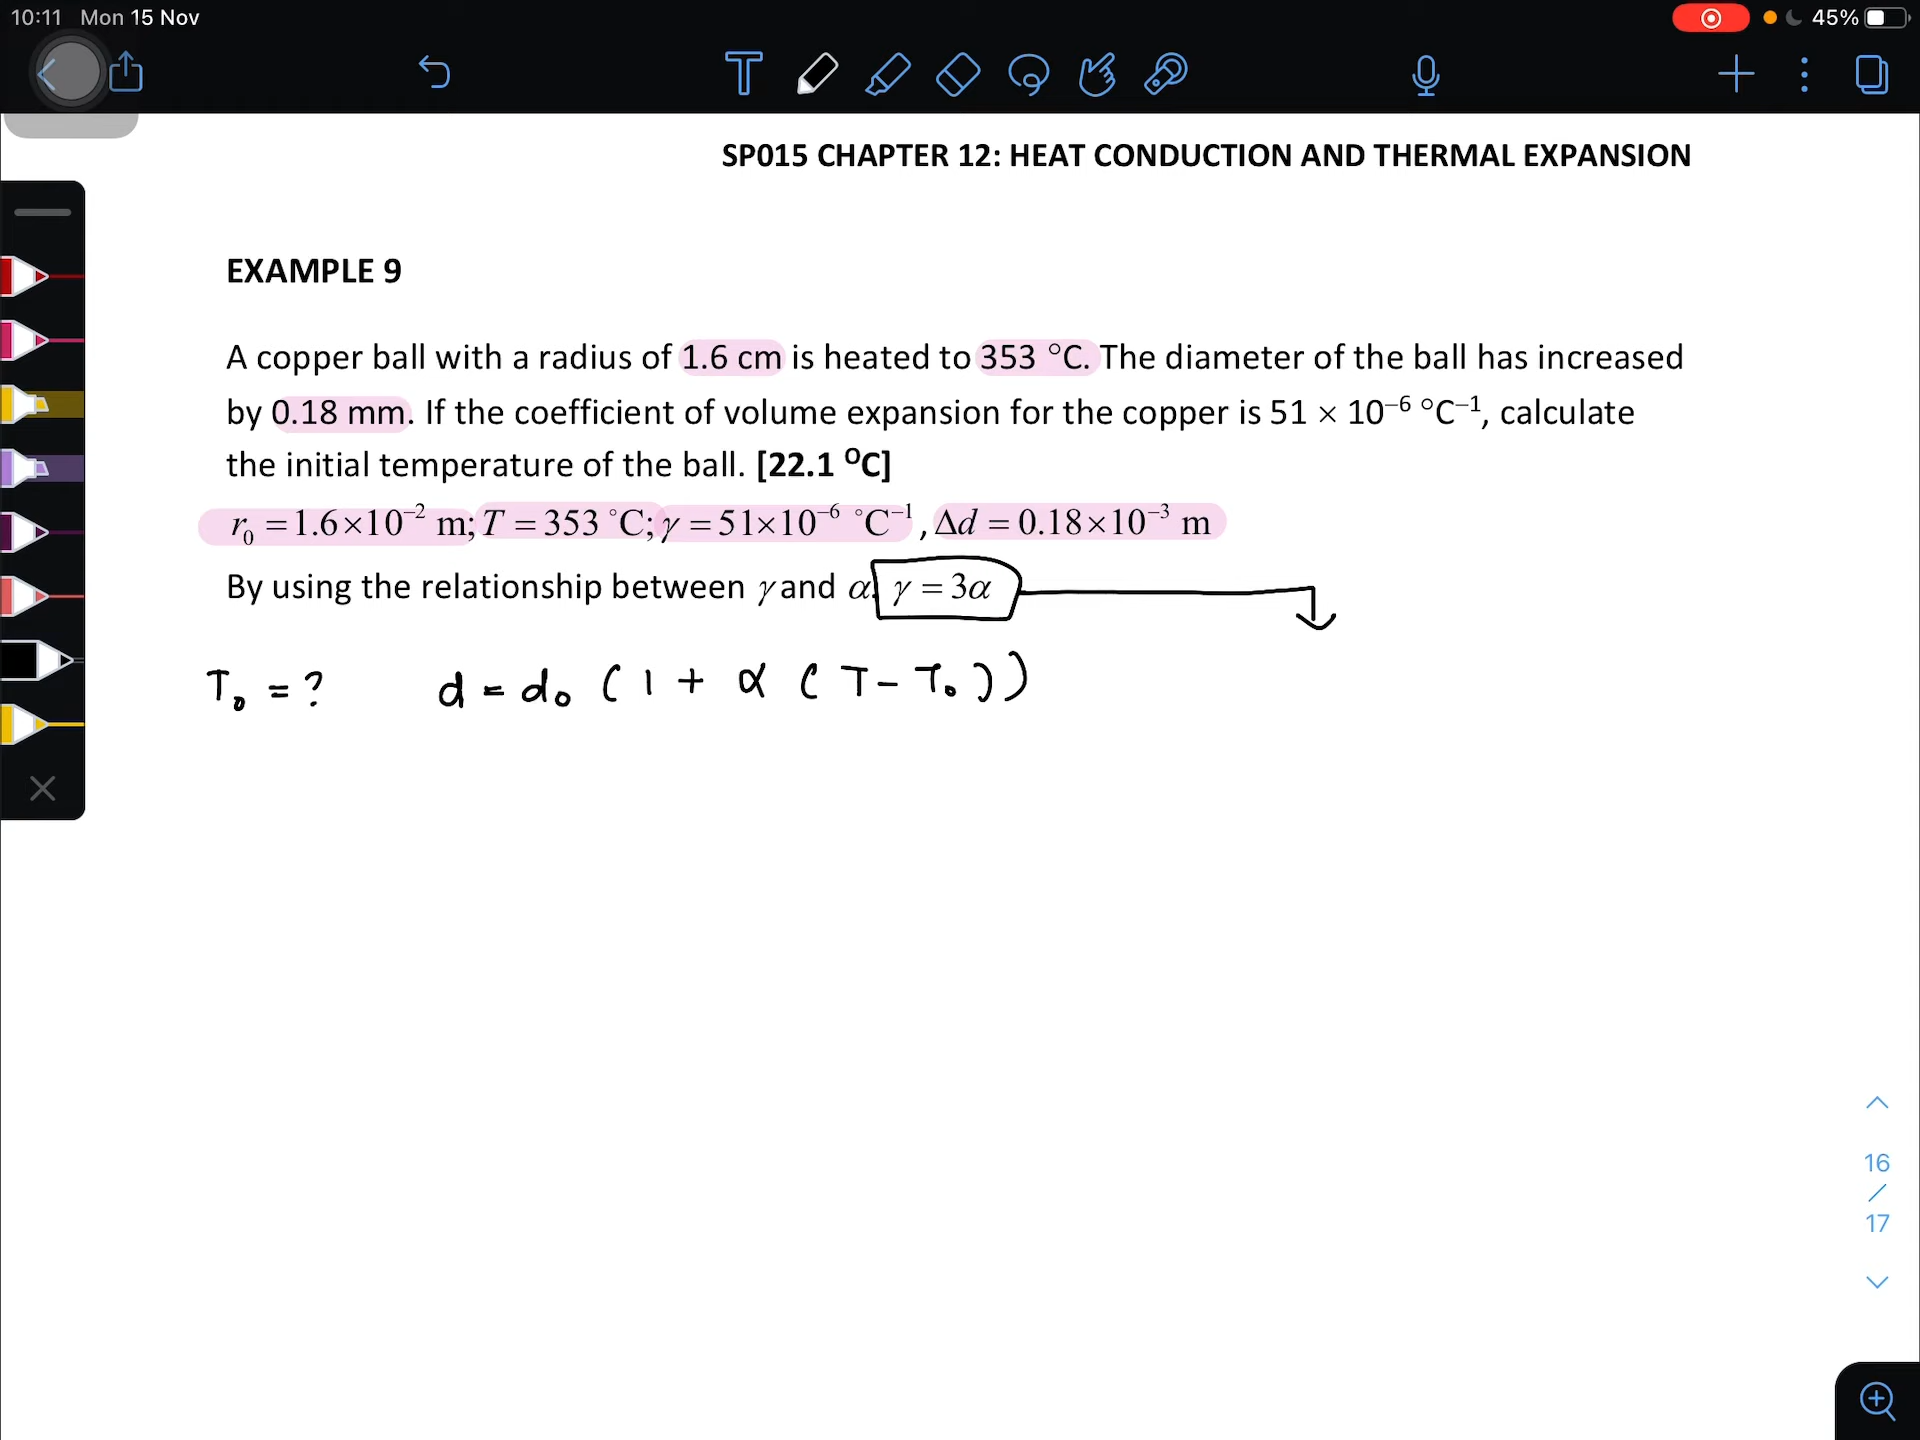 10:11 Mon 15 Nov
45%
SP015 CHAPTER 12: HEAT CONDUCTION AND THERMAL EXPANSION
EXAMPLE 9
A copper ball with a radius of 1.6 cm is heated to 353 °C. The diameter of the ball has increased
by 0.18 mm. If the coefficient of volume expansion for the copper is 51 × 10⁻⁶ °C⁻¹, calculate
the initial temperature of the ball. [22.1 ᴼC]
r₀ = 1.6×10⁻² m; T = 353 °C; γ = 51×10⁻⁶ °C⁻¹, Δd = 0.18×10⁻³ m
By using the relationship between γ and α, γ = 3α
T₀ = ? d = d₀ ( 1 + α ( T - T₀ ) )
16
/
17